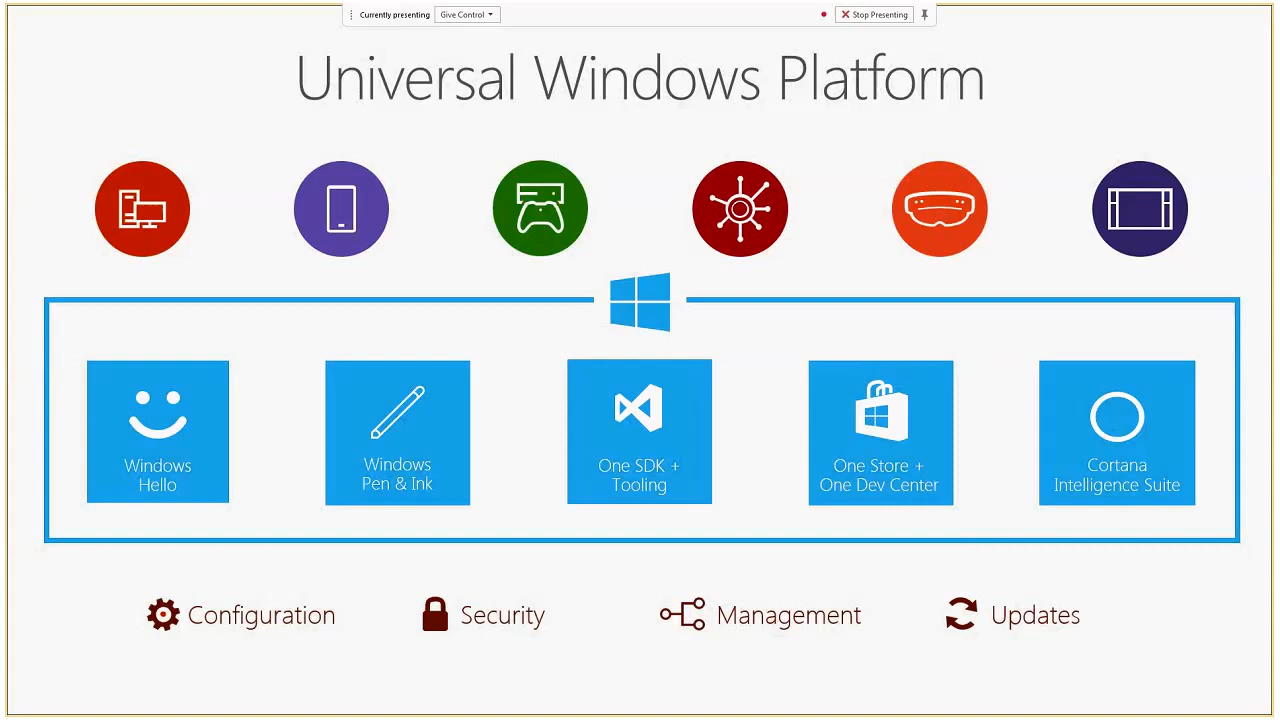 Currently presenting Give Control Stop Presenting
Universal Windows Platform
Windows
Hello
Windows
Pen & Ink
One SDK +
Tooling
One Store +
One Dev Center
Cortana
Intelligence Suite
Configuration Security Management Updates